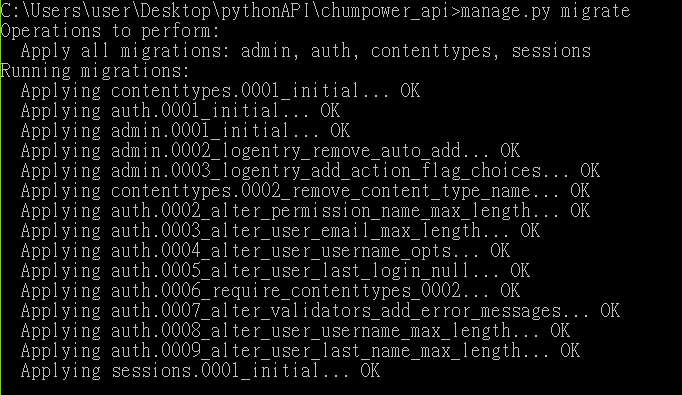 C:\Users\user\Desktop\pythonAPI\chumpower_api>manage.py migrate
Operations to perform:
  Apply all migrations: admin, auth, contenttypes, sessions
Running migrations:
  Applying contenttypes.0001_initial... OK
  Applying auth.0001_initial... OK
  Applying admin.0001_initial... OK
  Applying admin.0002_logentry_remove_auto_add... OK
  Applying admin.0003_logentry_add_action_flag_choices... OK
  Applying contenttypes.0002_remove_content_type_name... OK
  Applying auth.0002_alter_permission_name_max_length... OK
  Applying auth.0003_alter_user_email_max_length... OK
  Applying auth.0004_alter_user_username_opts... OK
  Applying auth.0005_alter_user_last_login_null... OK
  Applying auth.0006_require_contenttypes_0002... OK
  Applying auth.0007_alter_validators_add_error_messages... OK
  Applying auth.0008_alter_user_username_max_length... OK
  Applying auth.0009_alter_user_last_name_max_length... OK
  Applying sessions.0001_initial... OK